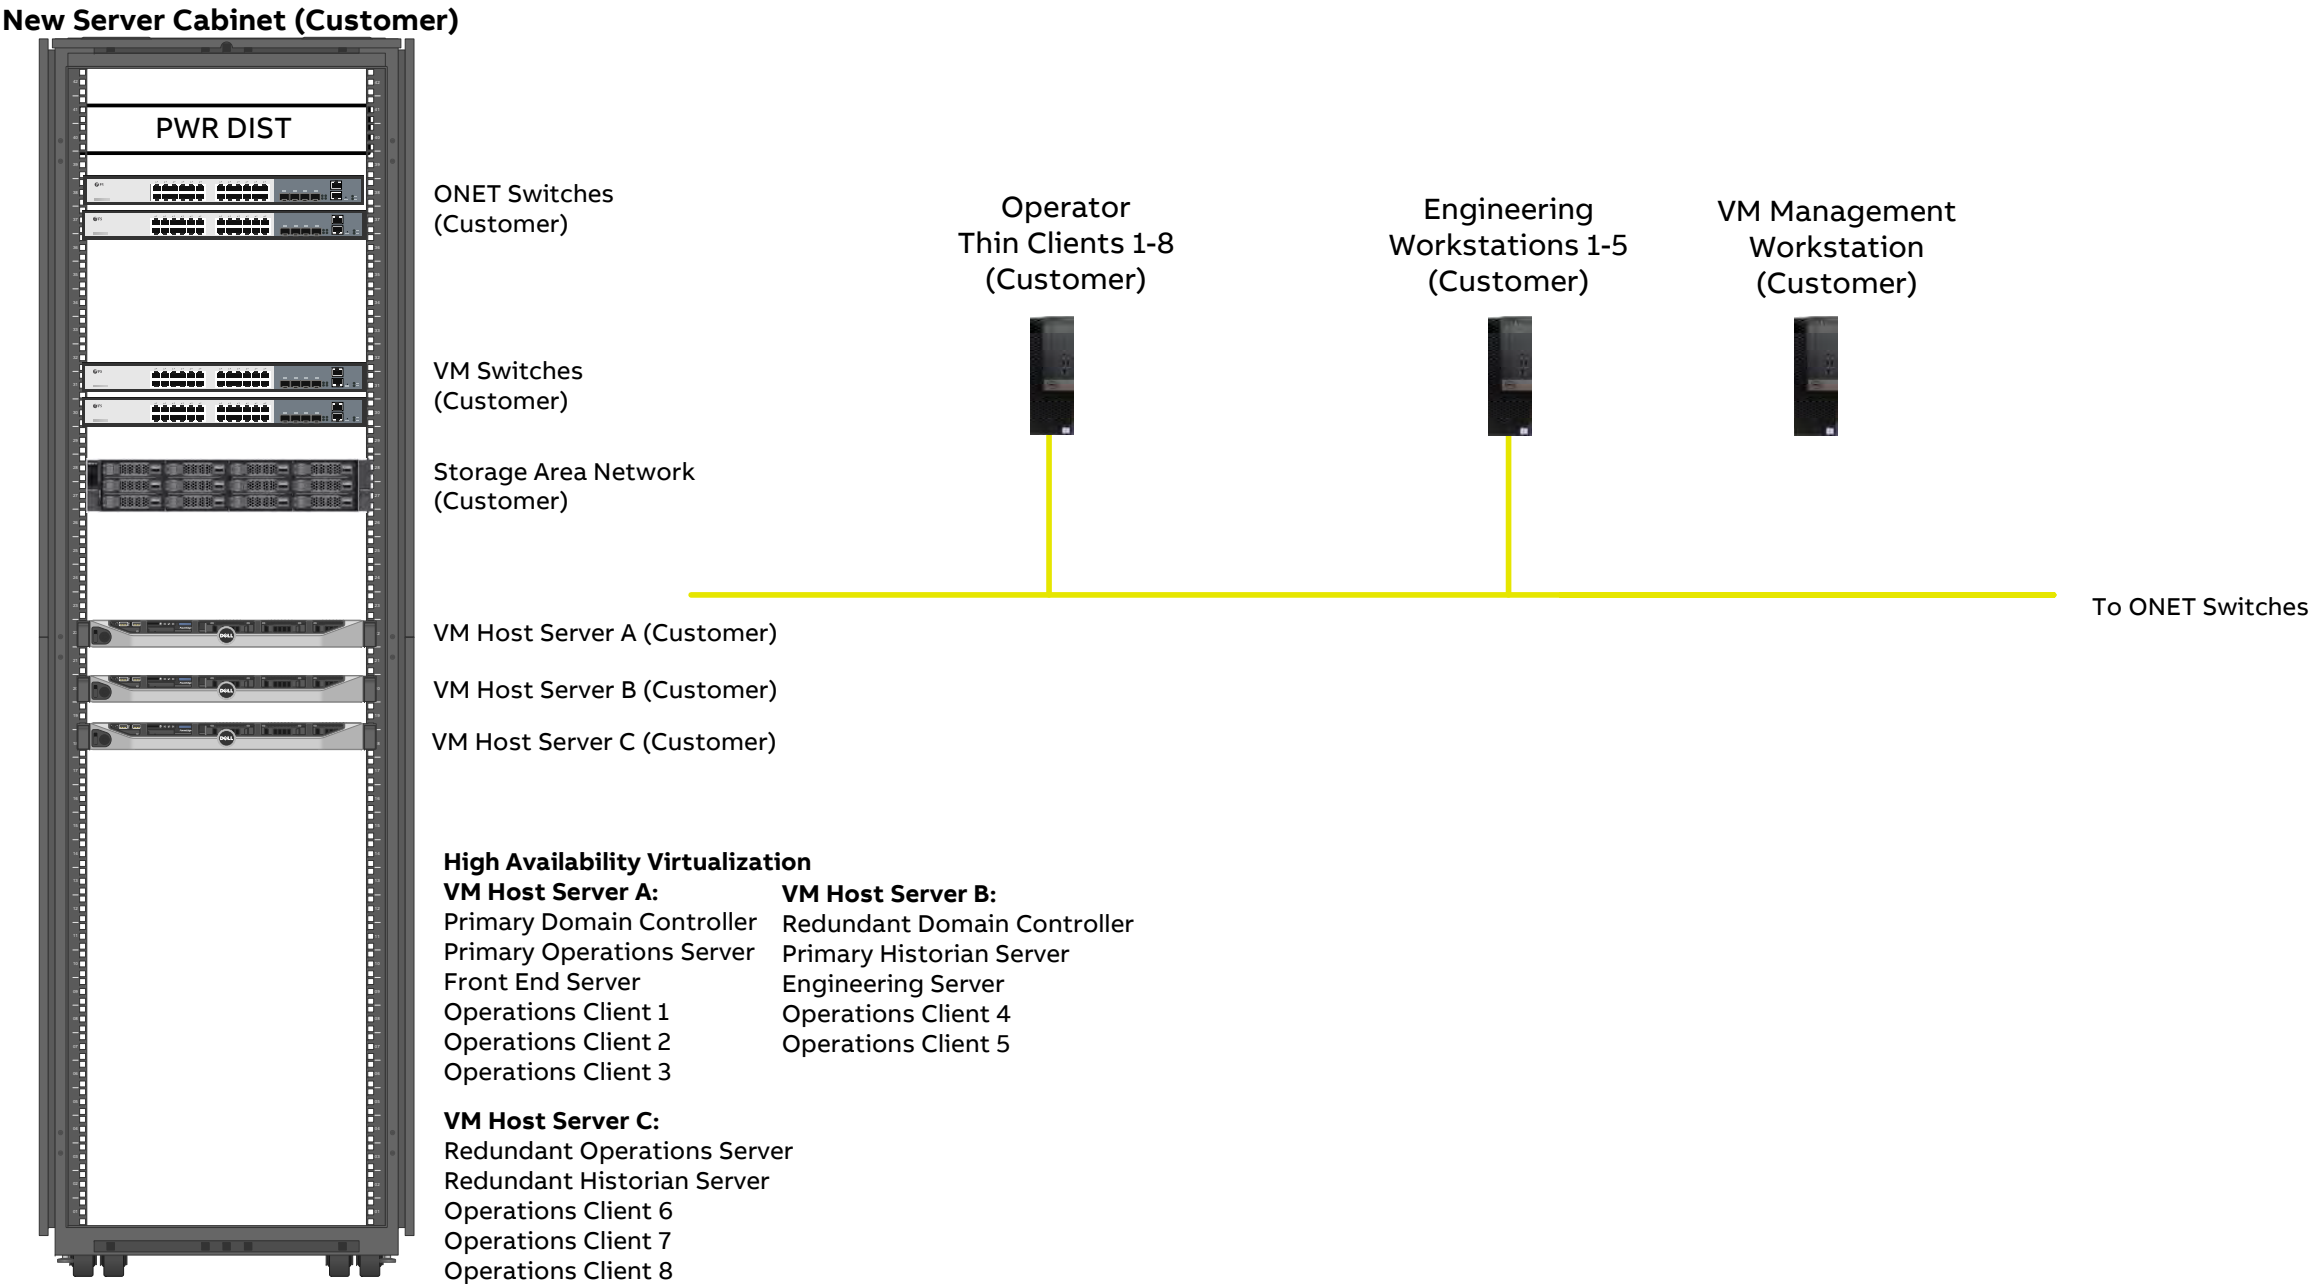 New Server Cabinet (Customer)
PWR DIST
ONET Switches
(Customer)
VM Switches
(Customer)
Storage Area Network
(Customer)
VM Host Server A (Customer)
VM Host Server B (Customer)
VM Host Server C (Customer)
Operator
Thin Clients 1-8
(Customer)
Engineering
Workstations 1-5
(Customer)
VM Management
Workstation
(Customer)
To ONET Switches
High Availability Virtualization
VM Host Server A:
Primary Domain Controller
Primary Operations Server
Front End Server
Operations Client 1
Operations Client 2
Operations Client 3
VM Host Server B:
Redundant Domain Controller
Primary Historian Server
Engineering Server
Operations Client 4
Operations Client 5
VM Host Server C:
Redundant Operations Server
Redundant Historian Server
Operations Client 6
Operations Client 7
Operations Client 8
DELL
DELL
DELL